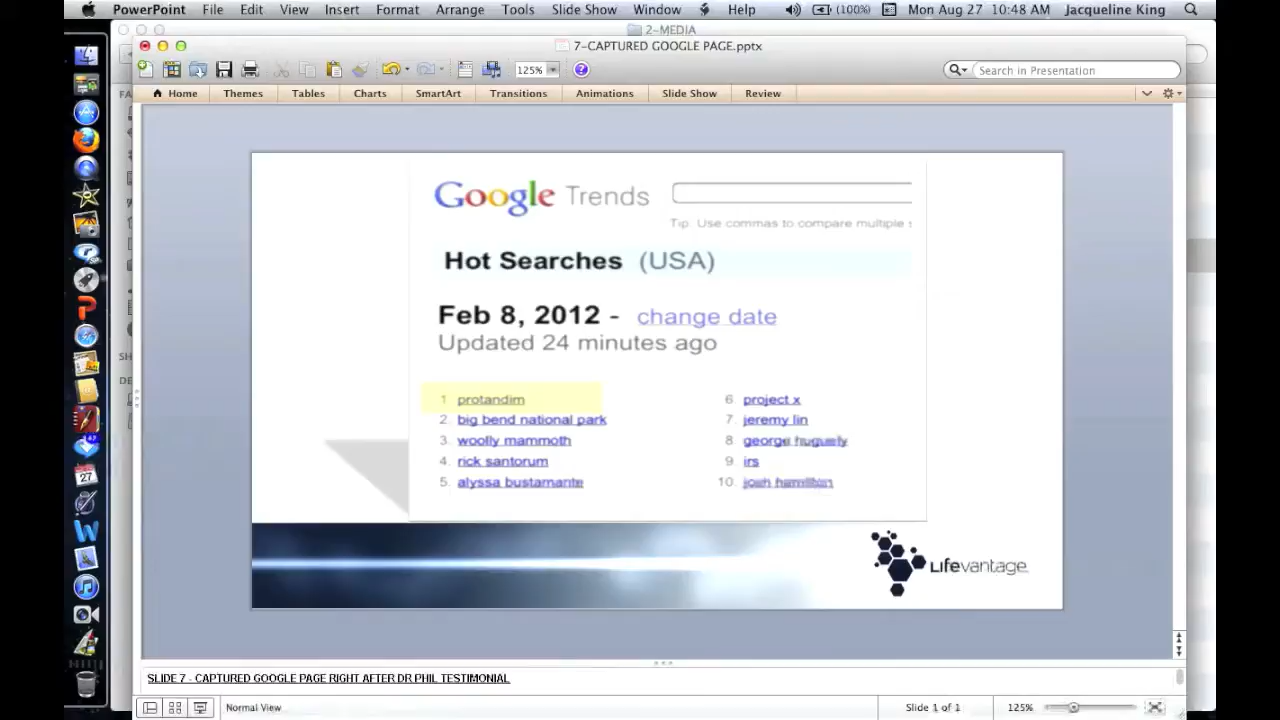 PowerPoint File Edit View Insert Format Arrange Tools Slide Show Window Help (100%) Mon Aug 27 10:48 AM Jacqueline King
2-MEDIA
7-CAPTURED GOOGLE PAGE.pptx
125% Search in Presentation
Home Themes Tables Charts SmartArt Transitions Animations Slide Show Review
FA
Google Trends
Tip: Use commas to compare multiple s
Hot Searches (USA)
Feb 8, 2012 - change date
Updated 24 minutes ago
1 protandim
2. big bend national park
3. woolly mammoth
4. rick santorum
5. alyssa bustamante
6 project x
7. jeremy lin
8. george huguely
9 irs
10. josh hamilton
SH
DE
27
Lifevantage
SLIDE 7 - CAPTURED GOOGLE PAGE RIGHT AFTER DR PHIL TESTIMONIAL
Normal View Slide 1 of 1 125%